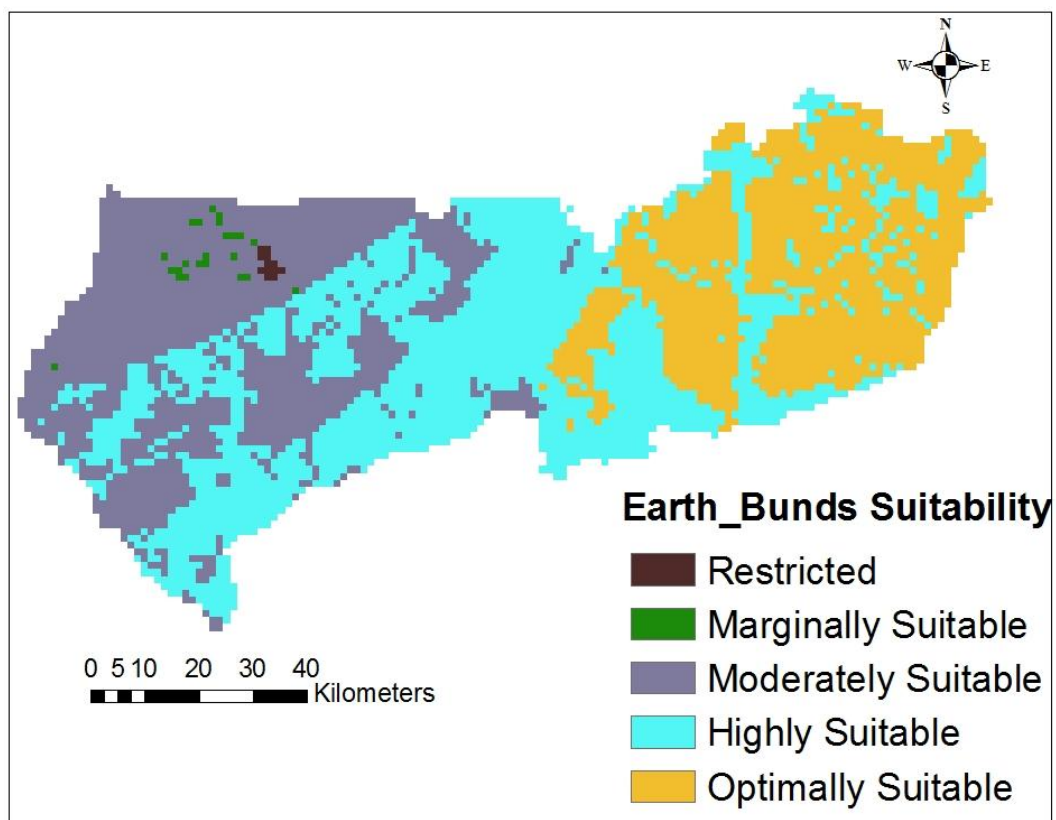 N
W E
S
Earth_Bunds Suitability
Restricted
Marginally Suitable
Moderately Suitable
Highly Suitable
Optimally Suitable
0 5 10 20 30 40
Kilometers